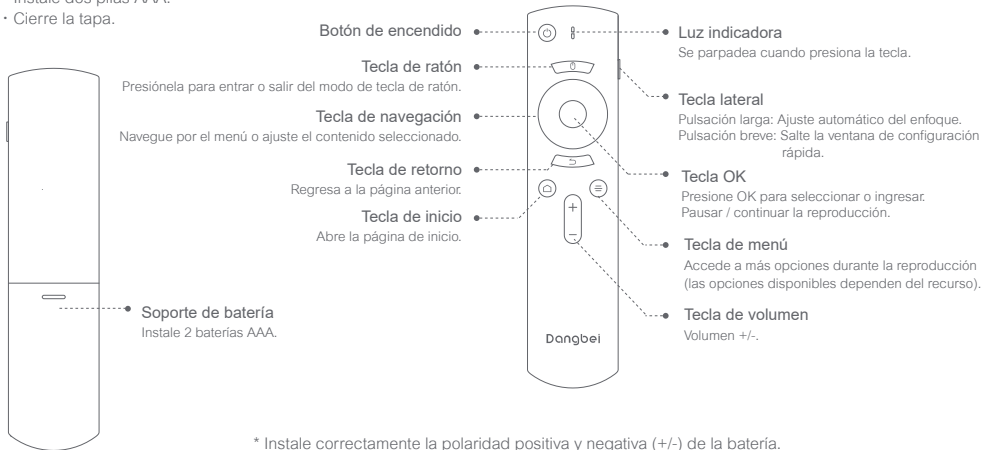 Instale dos pilas AAA.
· Cierre la tapa.
Botón de encendido
Tecla de ratón
Presiónela para entrar o salir del modo de tecla de ratón.
Tecla de navegación
Navegue por el menú o ajuste el contenido seleccionado.
Tecla de retorno
Regresa a la página anterior.
Tecla de inicio
Abre la página de inicio.
Soporte de batería
Instale 2 baterías AAA.
Luz indicadora
Se parpadea cuando presiona la tecla.
Tecla lateral
Pulsación larga: Ajuste automático del enfoque.
Pulsación breve: Salte la ventana de configuración
rápida.
Tecla OK
Presione OK para seleccionar o ingresar.
Pausar / continuar la reproducción.
Tecla de menú
Accede a más opciones durante la reproducción
(las opciones disponibles dependen del recurso).
Tecla de volumen
Volumen +/-.
+
−
Dangbei
* Instale correctamente la polaridad positiva y negativa (+/-) de la batería.